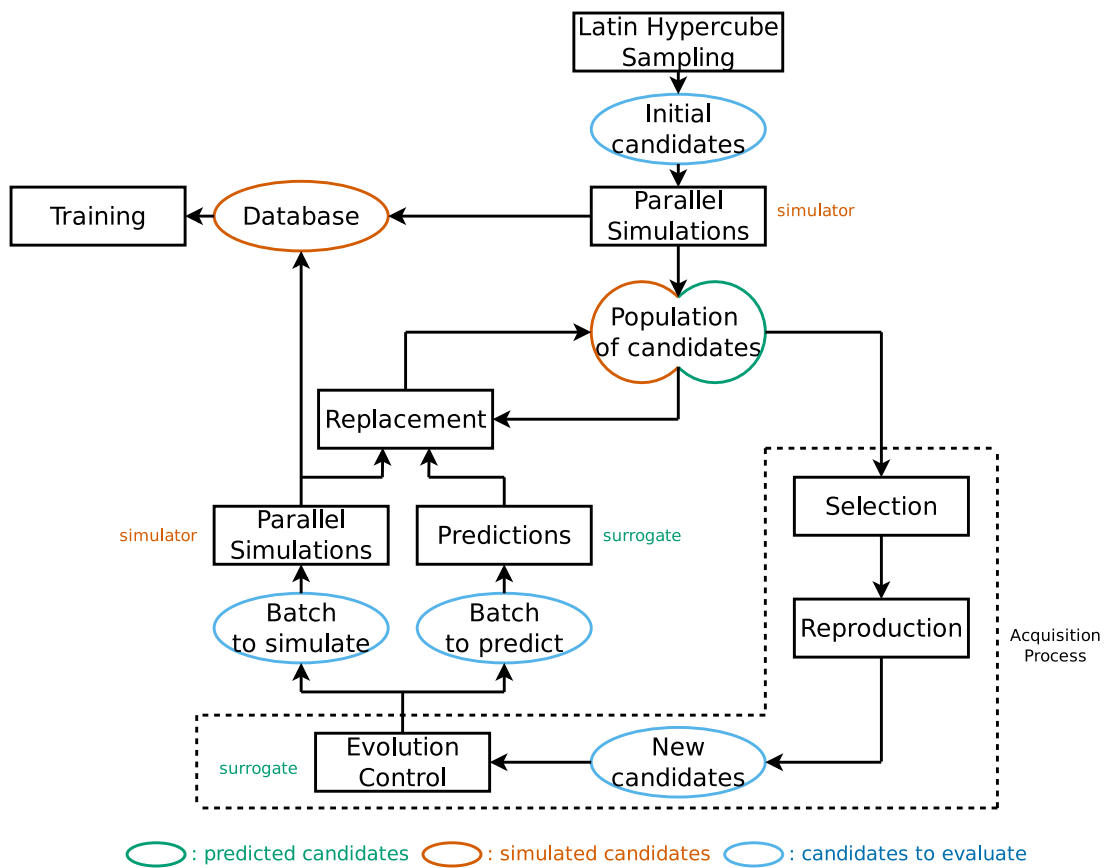 Latin Hypercube
Sampling
Initial
candidates
Parallel
Simulations
simulator
Database
Training
Population
of candidates
Replacement
Selection
Parallel
Simulations
simulator
Predictions
surrogate
Reproduction
Batch
to simulate
Batch
to predict
Acquisition
Process
New
candidates
Evolution
Control
surrogate
: predicted candidates
: simulated candidates
: candidates to evaluate